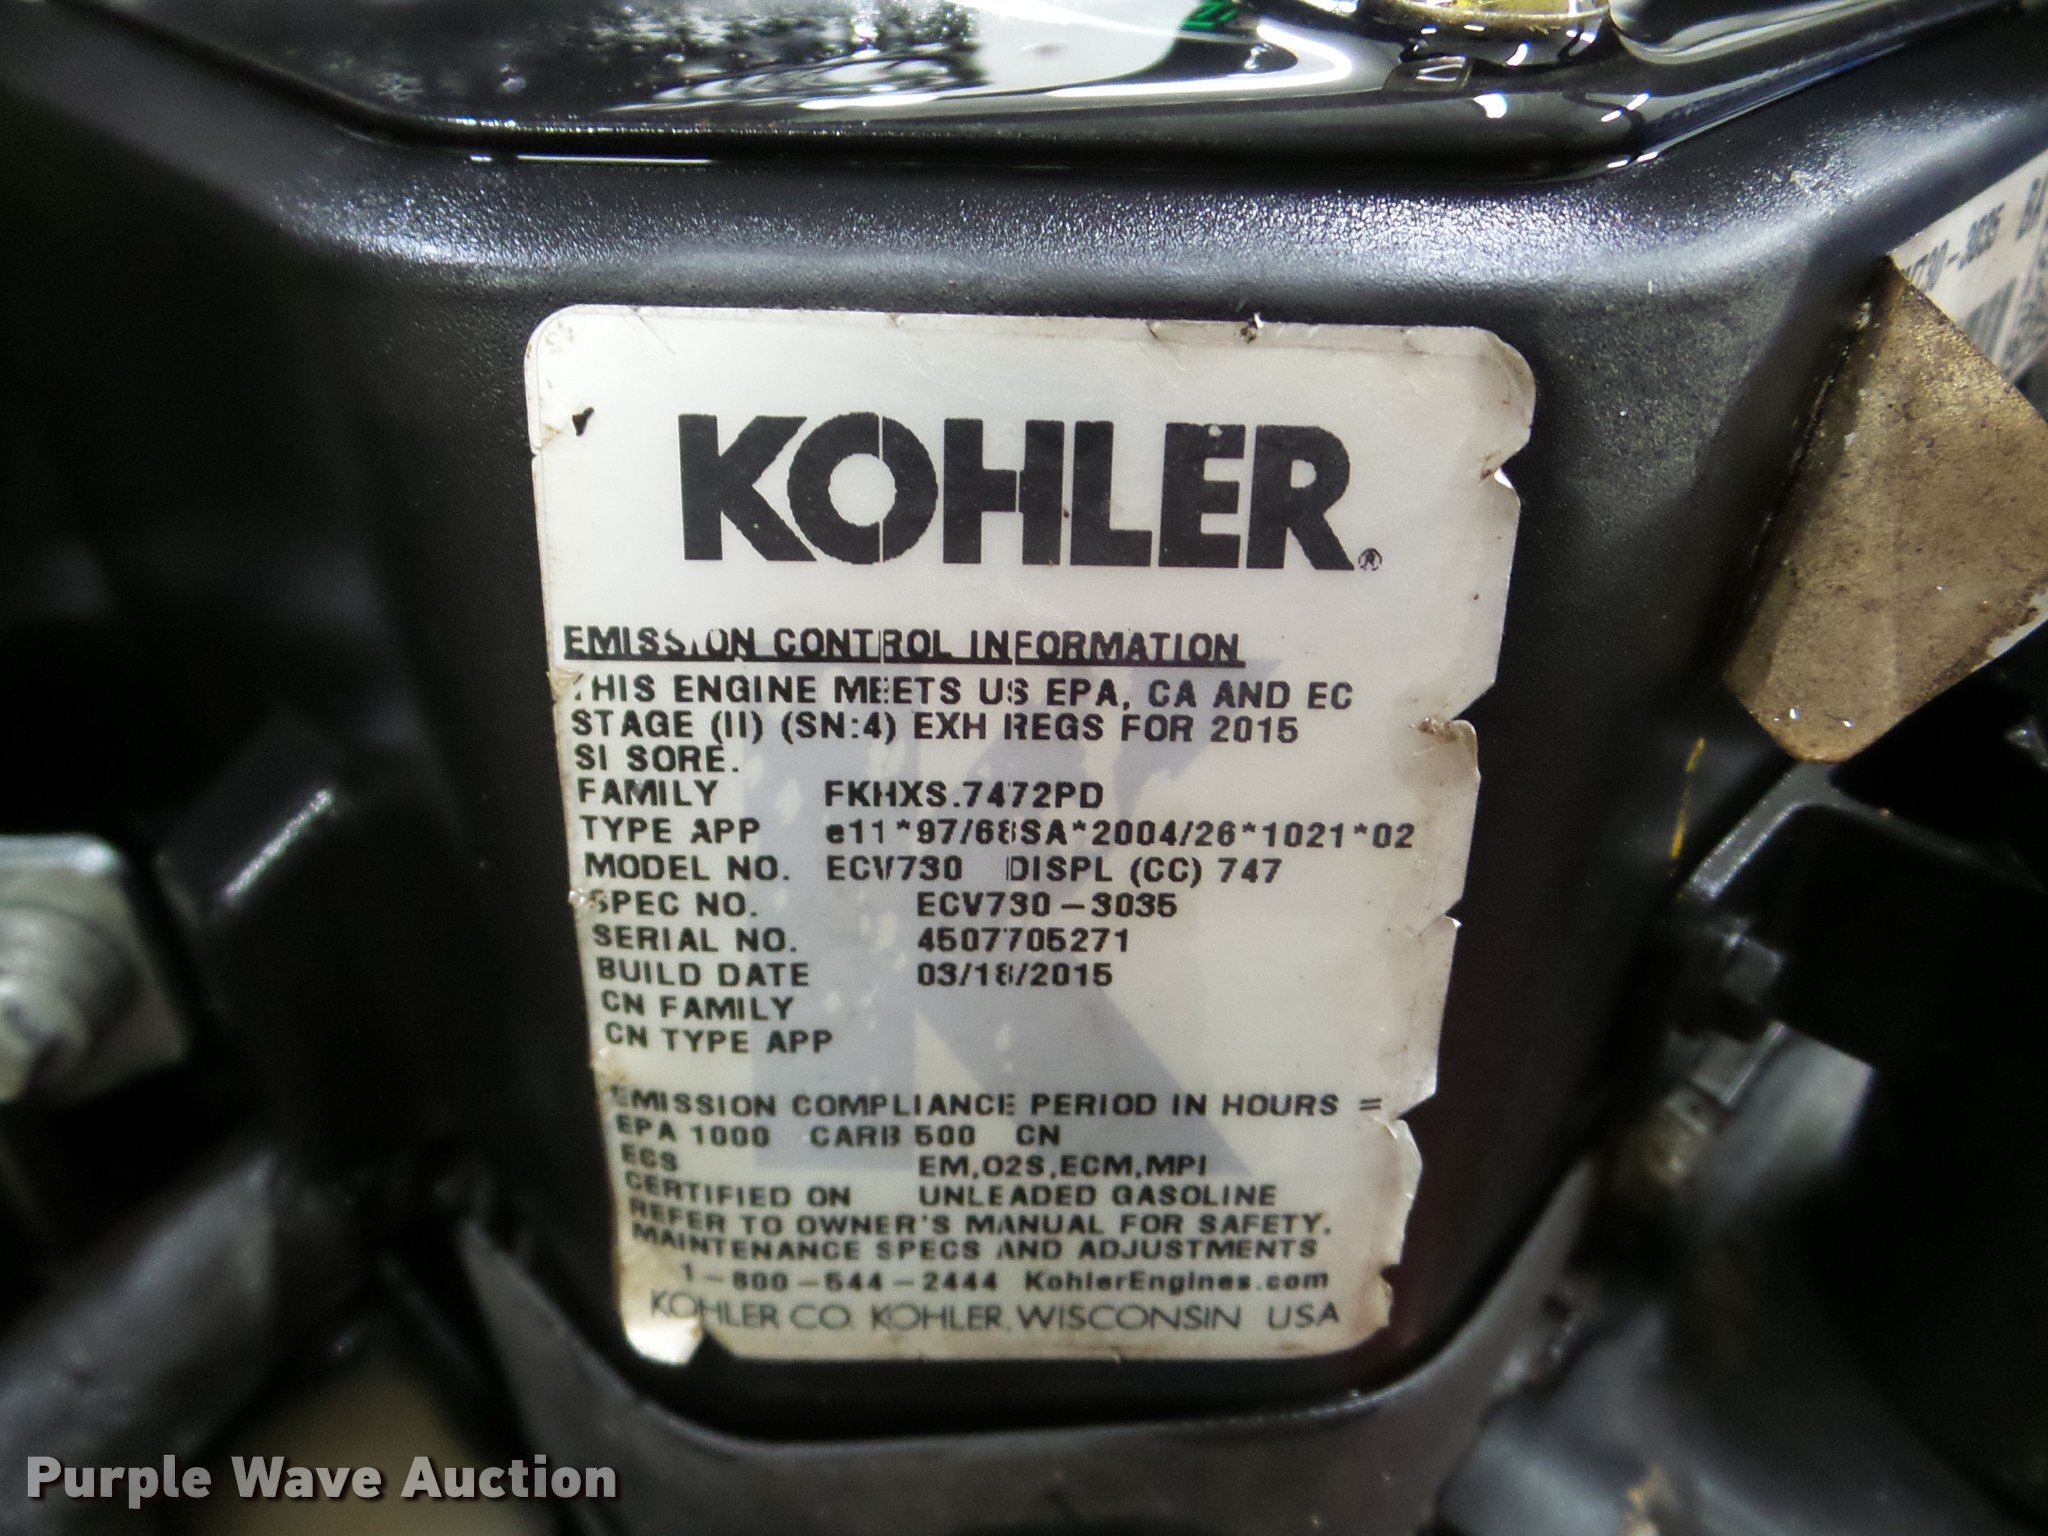 KOHLER®
EMISSION CONTROL INFORMATION
THIS ENGINE MEETS US EPA, CA AND EC
STAGE (II) (SN:4) EXH REGS FOR 2015
SI SORE.
FAMILY FKHXS.7472PD
TYPE APP e11*97/68SA*2004/26*1021*02
MODEL NO. ECV730 DISPL (CC) 747
SPEC NO. ECV730-3035
SERIAL NO. 4507705271
BUILD DATE 03/18/2015
CN FAMILY
CN TYPE APP
EMISSION COMPLIANCE PERIOD IN HOURS =
EPA 1000 CARB 500 CN
ECS EM,O2S,ECM,MPI
CERTIFIED ON UNLEADED GASOLINE
REFER TO OWNER'S MANUAL FOR SAFETY,
MAINTENANCE SPECS AND ADJUSTMENTS
1-800-544-2444 KohlerEngines.com
KOHLER CO. KOHLER, WISCONSIN USA
Purple Wave Auction